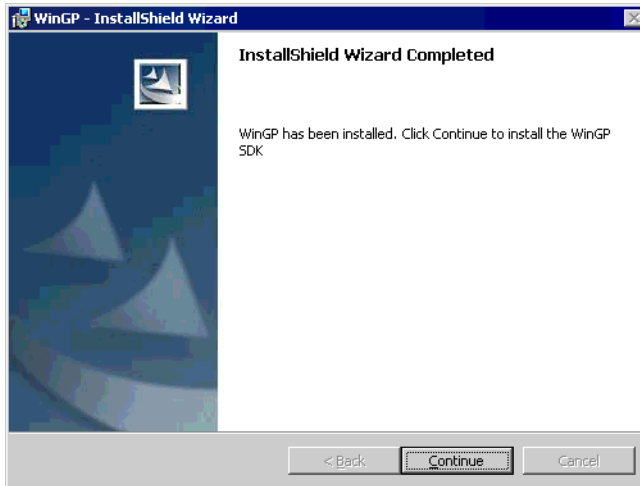 WinGP - InstallShield Wizard
InstallShield Wizard Completed
WinGP has been installed. Click Continue to install the WinGP
SDK
< Back
Continue
Cancel